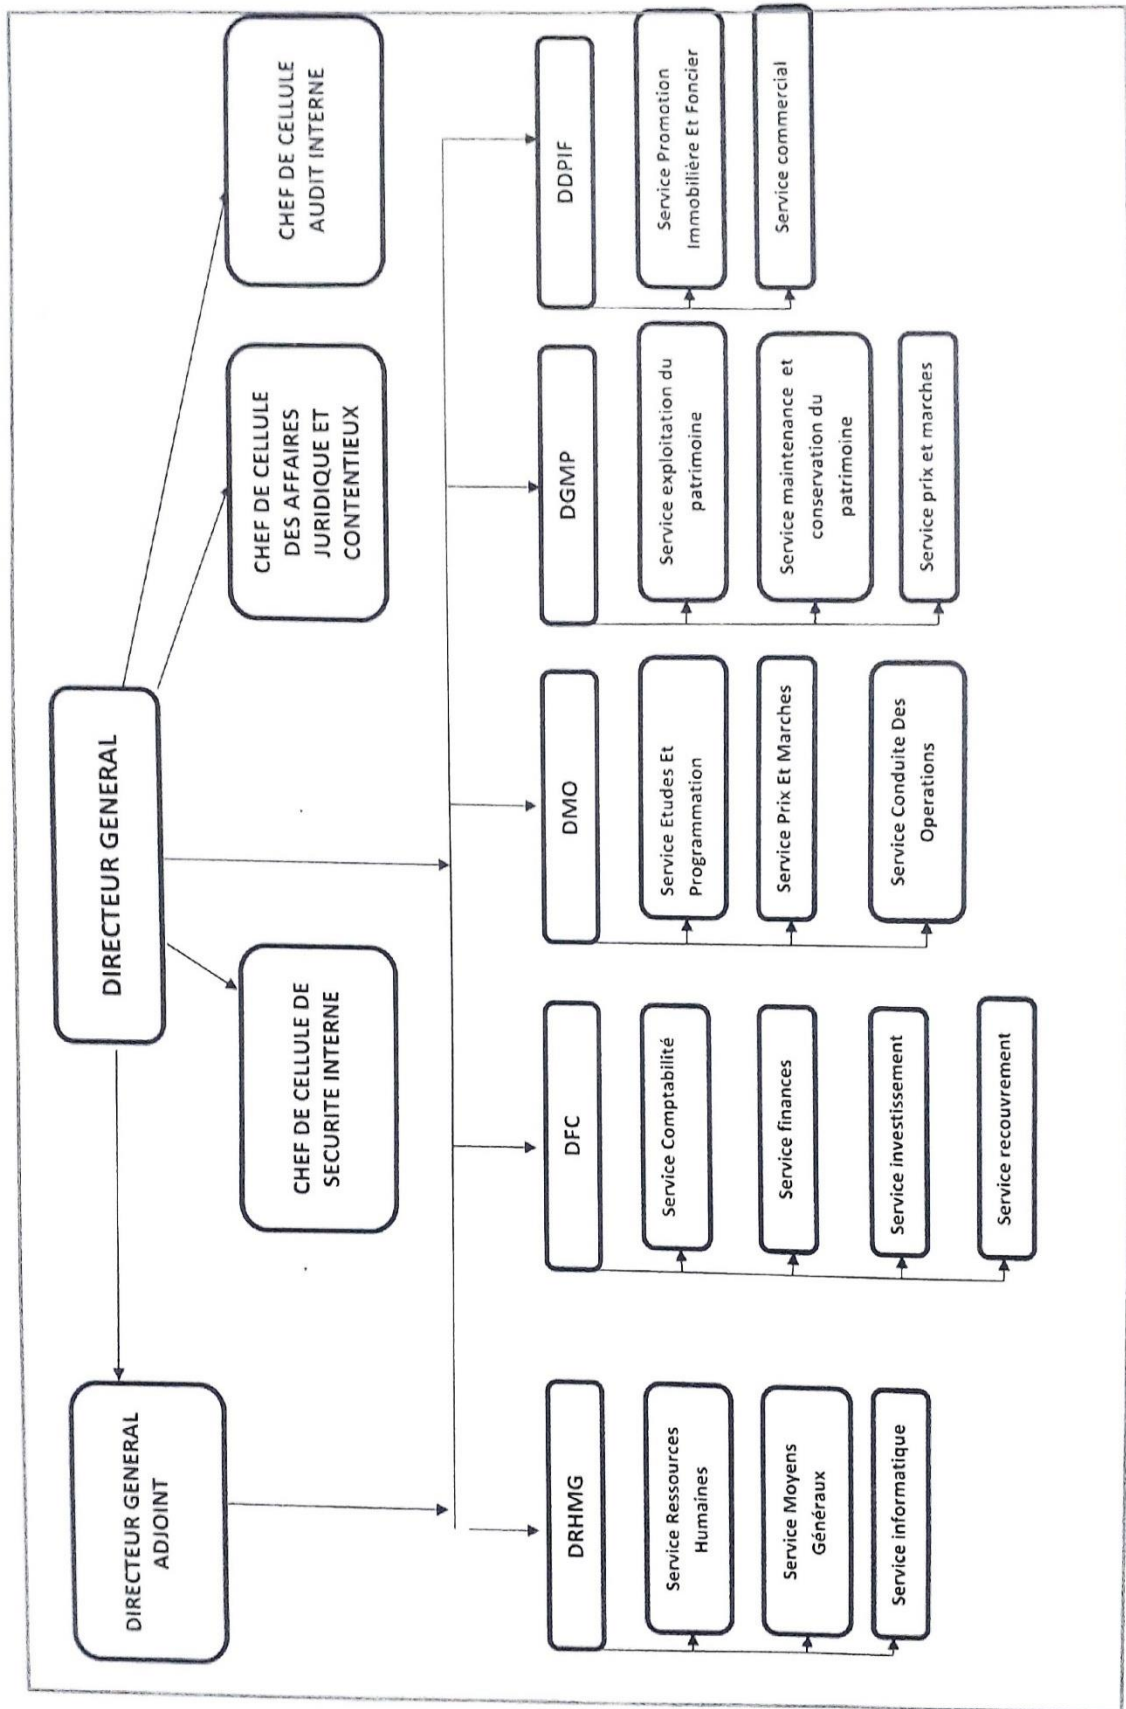 DIRECTEUR GENERAL
DIRECTEUR GENERAL
ADJOINT
CHEF DE CELLULE DE
SECURITE INTERNE
CHEF DE CELLULE
DES AFFAIRES
JURIDIQUE ET
CONTENTIEUX
CHEF DE CELLULE
AUDIT INTERNE
DRHMG
Service Ressources
Humaines
Service Moyens
Généraux
Service informatique
DFC
Service Comptabilité
Service finances
Service investissement
Service recouvrement
DMO
Service Etudes Et
Programmation
Service Prix Et Marches
Service Conduite Des
Operations
DGMP
Service exploitation du
patrimoine
Service maintenance et
conservation du
patrimoine
Service prix et marches
DDPIF
Service Promotion
Immobilière Et Foncier
Service commercial